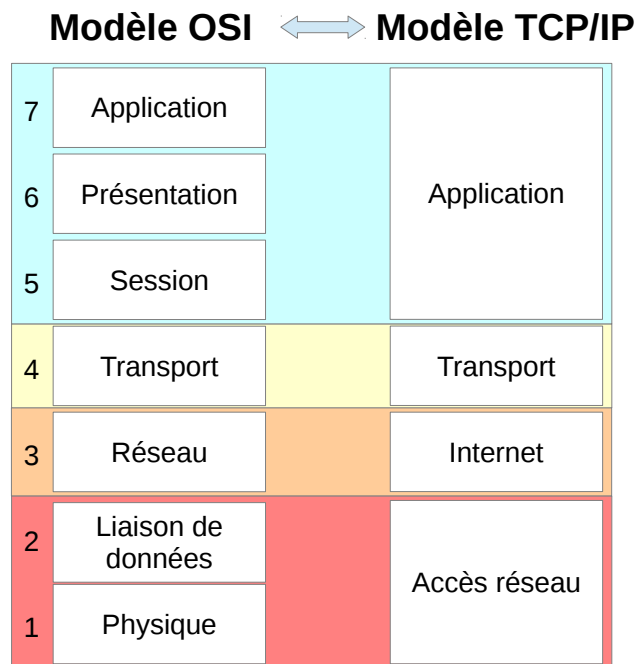 Modèle OSI Modèle TCP/IP
7 Application
6 Présentation Application
5 Session
4 Transport Transport
3 Réseau Internet
2 Liaison de
données
Accès réseau
1 Physique